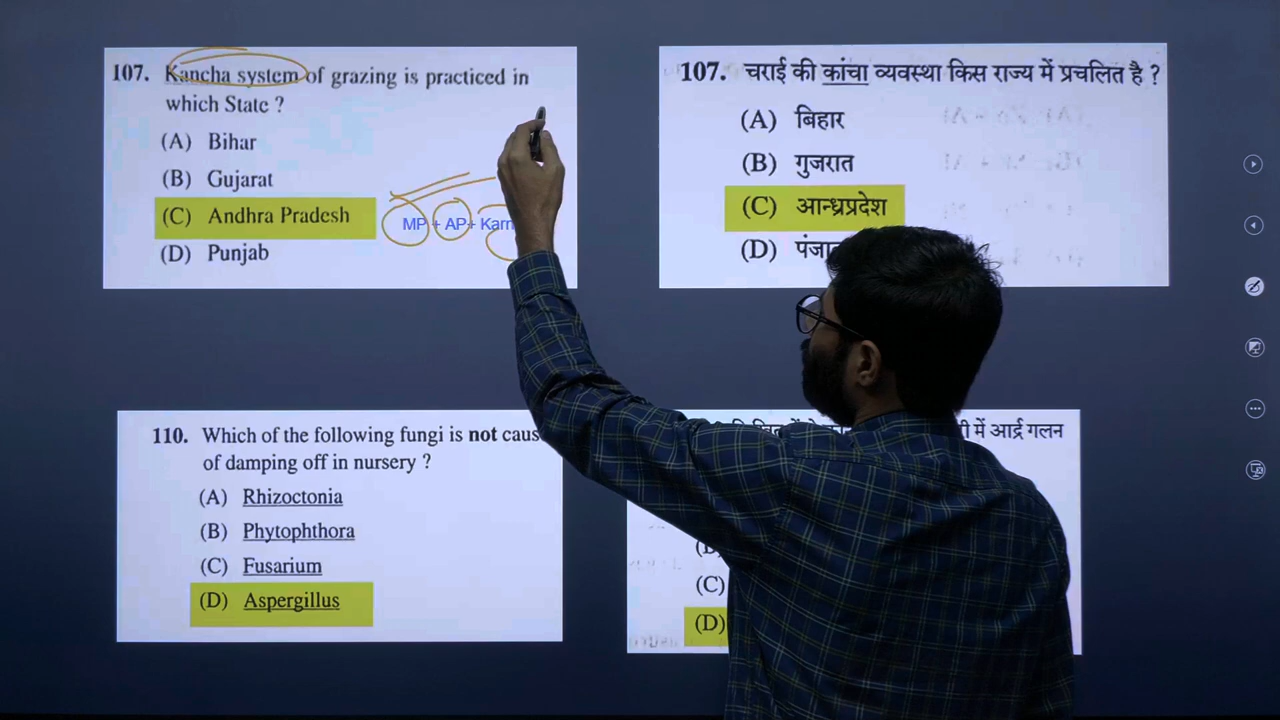 107. Kancha system of grazing is practiced in
which State ?
(A) Bihar
(B) Gujarat
(C) Andhra Pradesh
(D) Punjab
MP + AP+ Karn
107. चराई की कांचा व्यवस्था किस राज्य में प्रचलित है ?
(A) बिहार
(B) गुजरात
(C) आन्ध्रप्रदेश
(D)
110. Which of the following fungi is not
of damping off in nursery ?
(A) Rhizoctonia
(B) Phytophthora
(C) Fusarium
(D) Aspergillus
में आर्द्र गलन
(C)
(D)